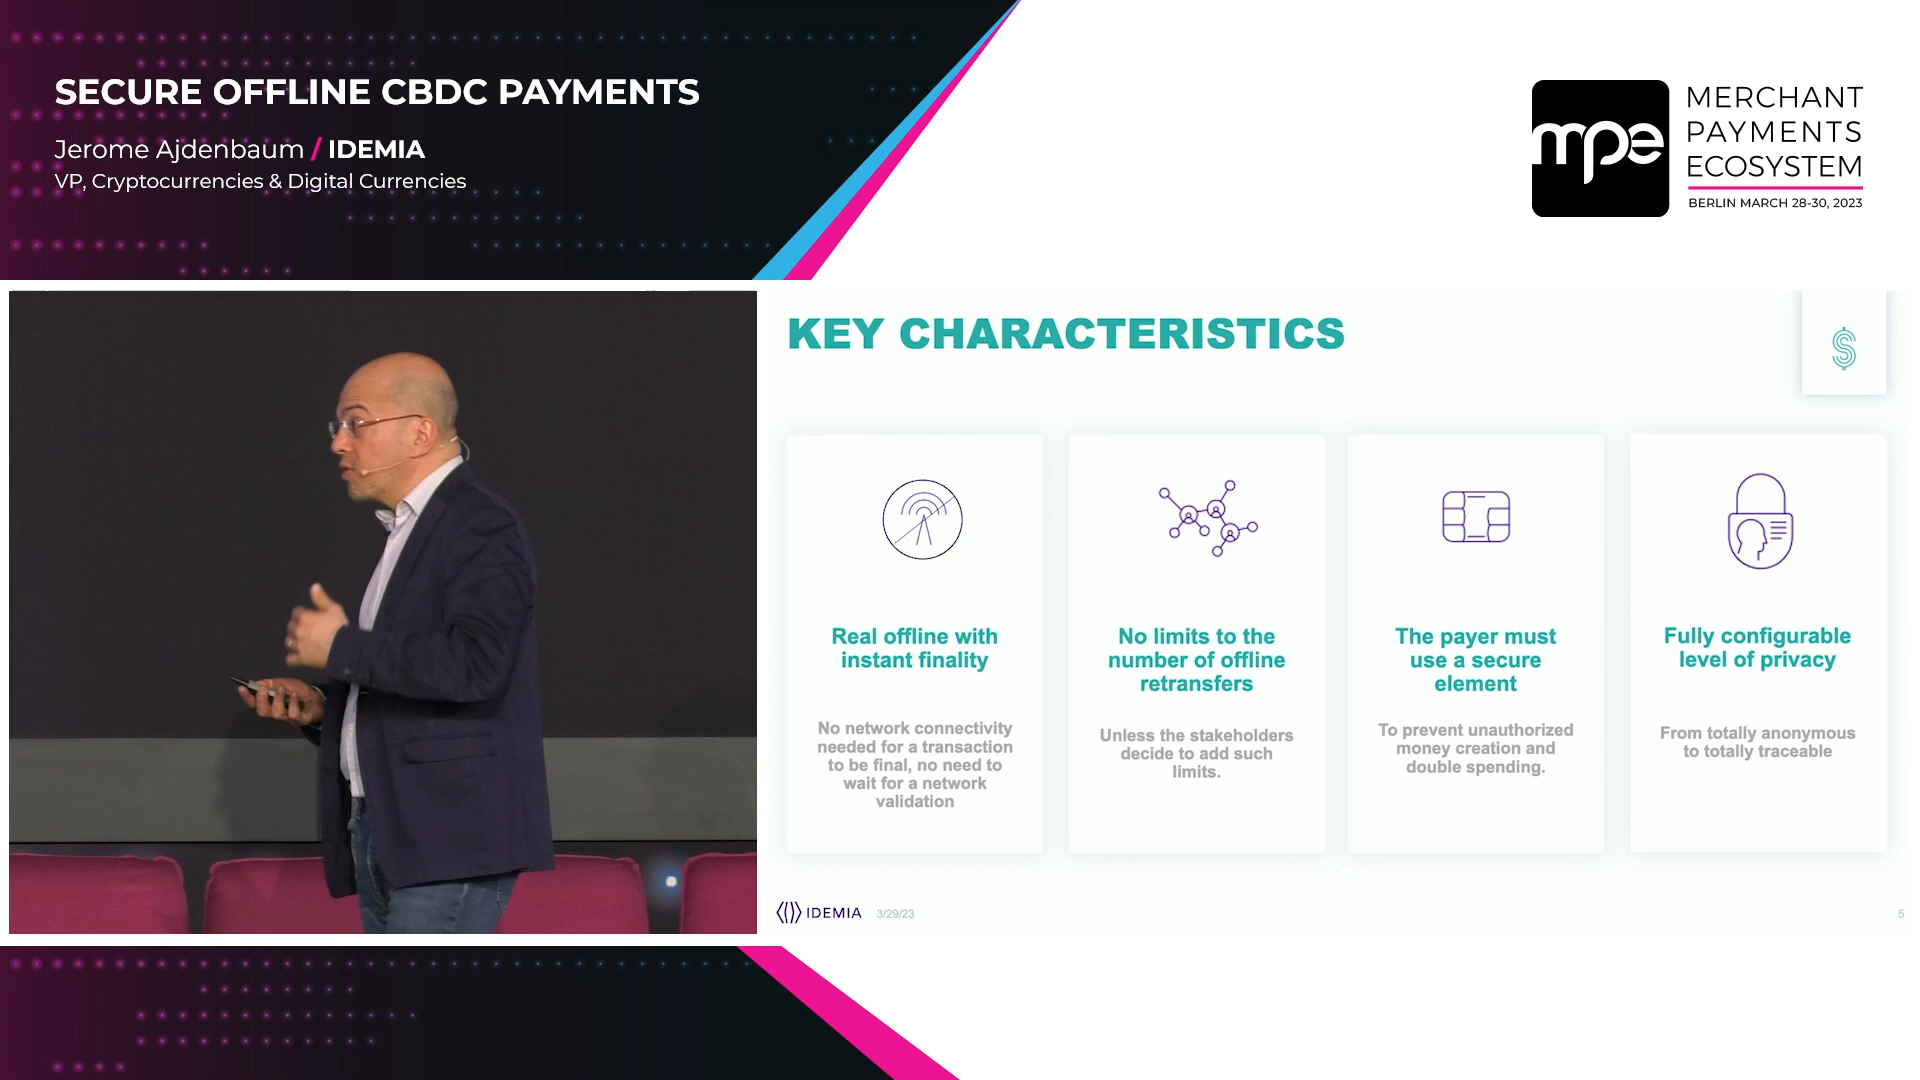 SECURE OFFLINE CBDC PAYMENTS
Jerome Ajdenbaum / IDEMIA
VP, Cryptocurrencies & Digital Currencies
mpe
MERCHANT
PAYMENTS
ECOSYSTEM
BERLIN MARCH 28-30, 2023
KEY CHARACTERISTICS
$
Real offline with
instant finality
No network connectivity
needed for a transaction
to be final, no need to
wait for a network
validation
No limits to the
number of offline
retransfers
Unless the stakeholders
decide to add such
limits.
The payer must
use a secure
element
To prevent unauthorized
money creation and
double spending.
Fully configurable
level of privacy
From totally anonymous
to totally traceable
IDEMIA
3/29/23
5